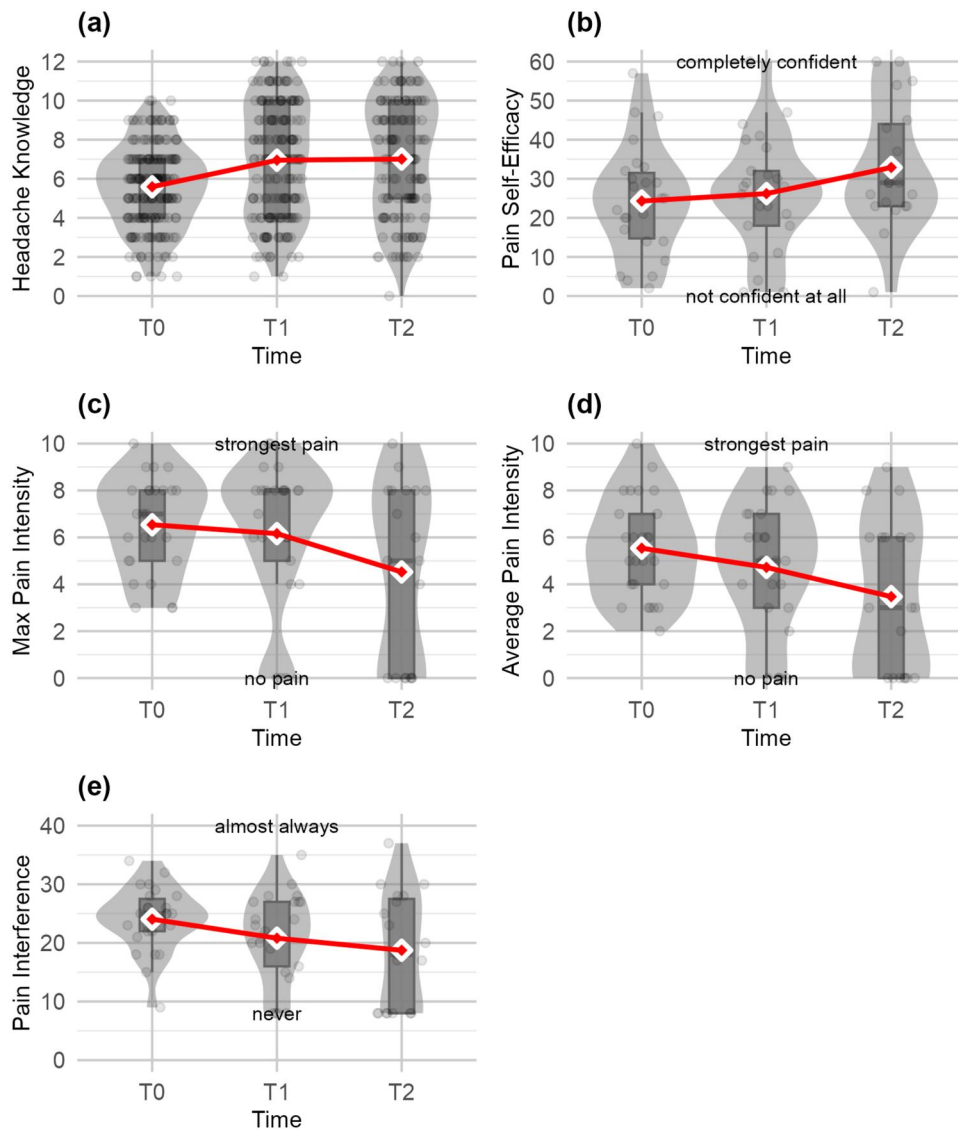 (a)
Headache Knowledge
12
10
8
6
4
2
0
T0 T1 T2
Time
(b)
Pain Self-Efficacy
60
50
40
30
20
10
0
completely confident
not confident at all
T0 T1 T2
Time
(c)
Max Pain Intensity
10
8
6
4
2
0
strongest pain
no pain
T0 T1 T2
Time
(d)
Average Pain Intensity
10
8
6
4
2
0
strongest pain
no pain
T0 T1 T2
Time
(e)
Pain Interference
40
30
20
10
0
almost always
never
T0 T1 T2
Time